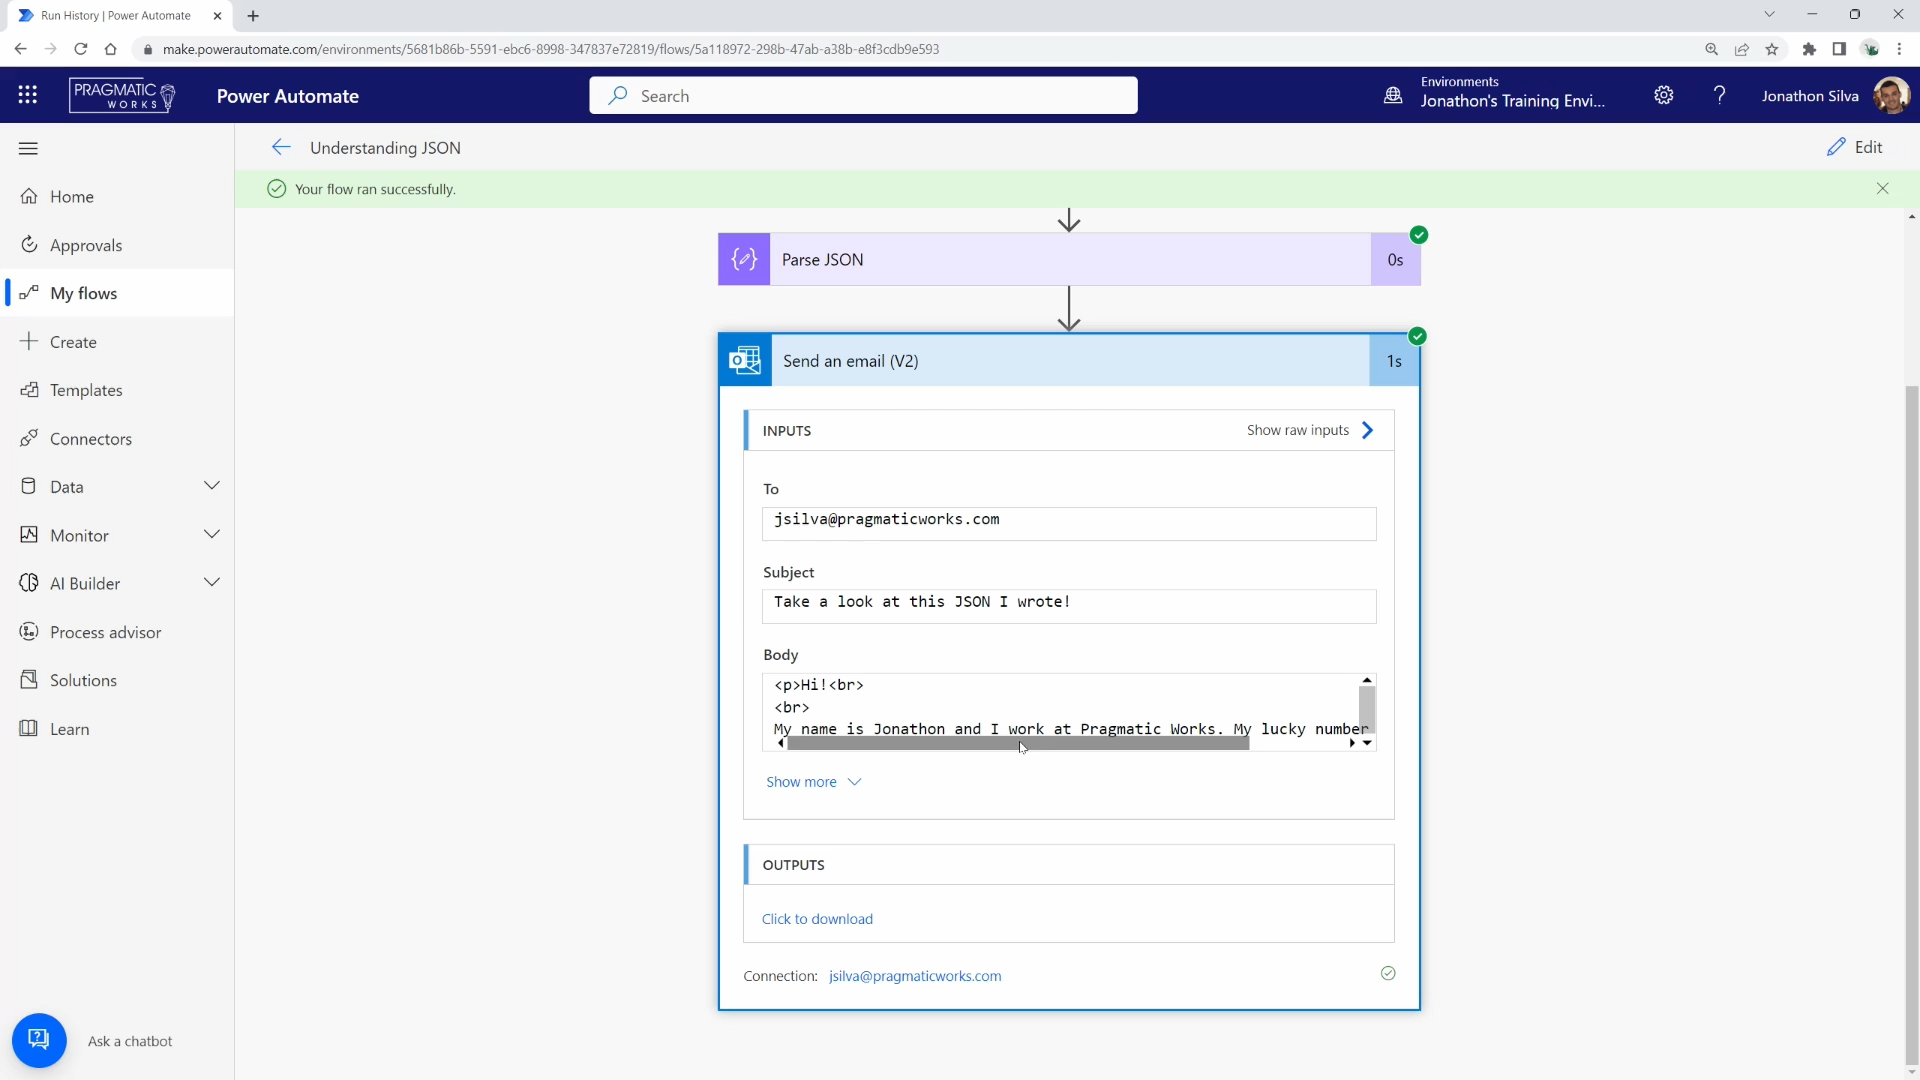 Run History | Power Automate
make.powerautomate.com/environments/5681b86b-5591-ebc6-8998-347837e72819/flows/5a118972-298b-47ab-a38b-e8f3cdb9e593
PRAGMATIC
WORKS
Power Automate
Search
Environments
Jonathon's Training Envi...
?
Jonathon Silva
Understanding JSON
Edit
Your flow ran successfully.
Home
Approvals
My flows
Create
Templates
Connectors
Data
Monitor
AI Builder
Process advisor
Solutions
Learn
Ask a chatbot
Parse JSON
0s
Send an email (V2)
1s
INPUTS
Show raw inputs
To
jsilva@pragmaticworks.com
Subject
Take a look at this JSON I wrote!
Body
<p>Hi!<br>
<br>
My name is Jonathon and I work at Pragmatic Works. My lucky number
Show more
OUTPUTS
Click to download
Connection: jsilva@pragmaticworks.com